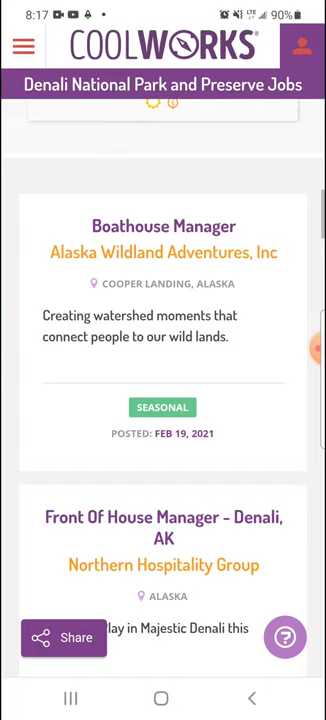 8:17 90%
LTE
COOLWORKS®
Denali National Park and Preserve Jobs
Boathouse Manager
Alaska Wildland Adventures, Inc
COOPER LANDING, ALASKA
Creating watershed moments that
connect people to our wild lands.
SEASONAL
POSTED: FEB 19, 2021
Front Of House Manager - Denali,
AK
Northern Hospitality Group
ALASKA
Share
lay in Majestic Denali this